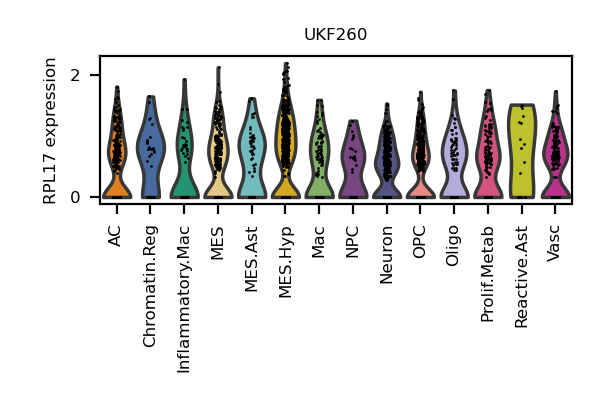 UKF260
RPL17 expression
2
0
AC
Chromatin.Reg
Inflammatory.Mac
MES
MES.Ast
MES.Hyp
Mac
NPC
Neuron
OPC
Oligo
Prolif.Metab
Reactive.Ast
Vasc